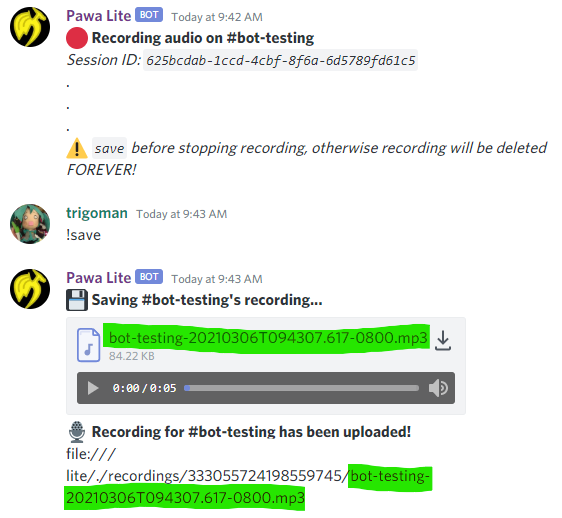 Pawa Lite BOT Today at 9:42 AM
Recording audio on #bot-testing
Session ID: 625bcdab-1ccd-4cbf-8f6a-6d5789fd61c5
.
.
.
save before stopping recording, otherwise recording will be deleted
FOREVER!
trigoman Today at 9:43 AM
!save
Pawa Lite BOT Today at 9:43 AM
Saving #bot-testing's recording...
bot-testing-20210306T094307.617-0800.mp3
84.22 KB
0:00/0:05
Recording for #bot-testing has been uploaded!
file:///
lite/./recordings/333055724198559745/bot-testing-
20210306T094307.617-0800.mp3